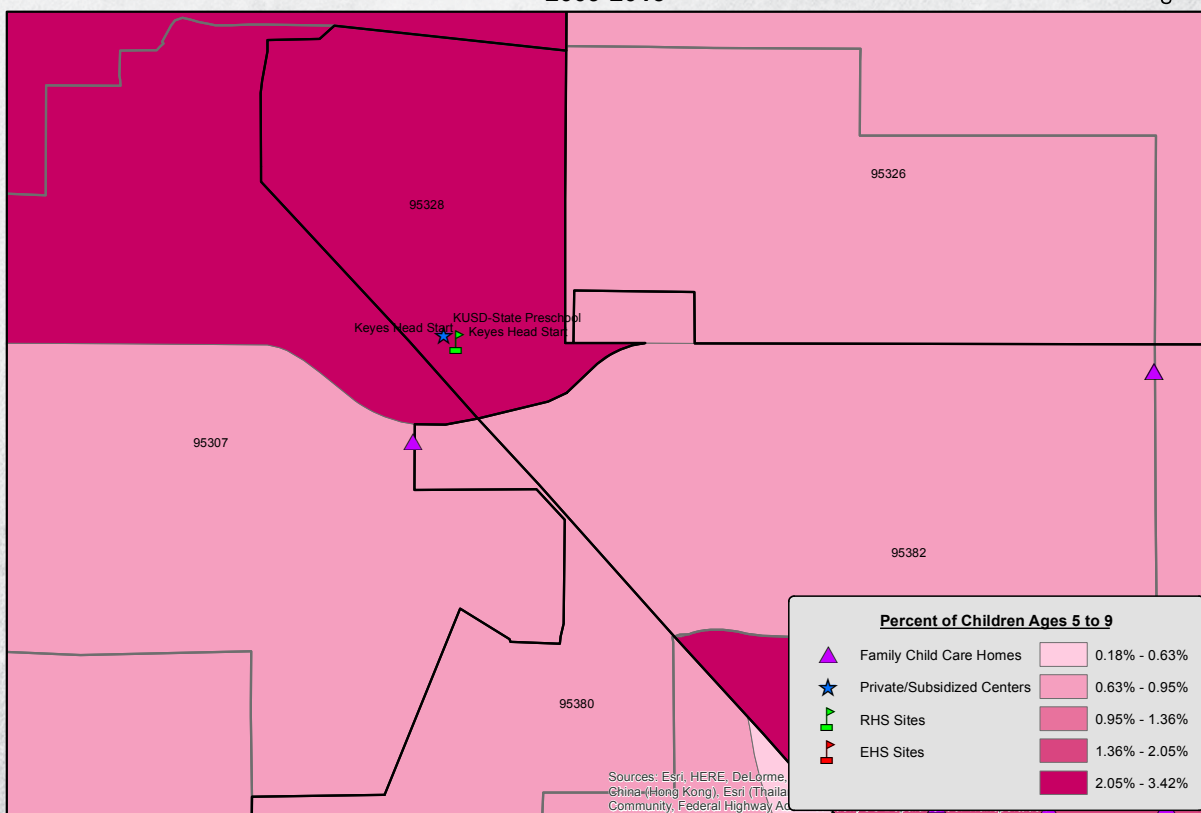 95326
95328
KUSD-State Preschool
Keyes Head Start
Keyes Head Start
95307
95382
95380
Percent of Children Ages 5 to 9
Family Child Care Homes
0.18% - 0.63%
Private/Subsidized Centers
0.63% - 0.95%
RHS Sites
0.95% - 1.36%
EHS Sites
1.36% - 2.05%
2.05% - 3.42%
Sources: Esri, HERE, DeLorme,
China (Hong Kong), Esri
Community, Federal Highway